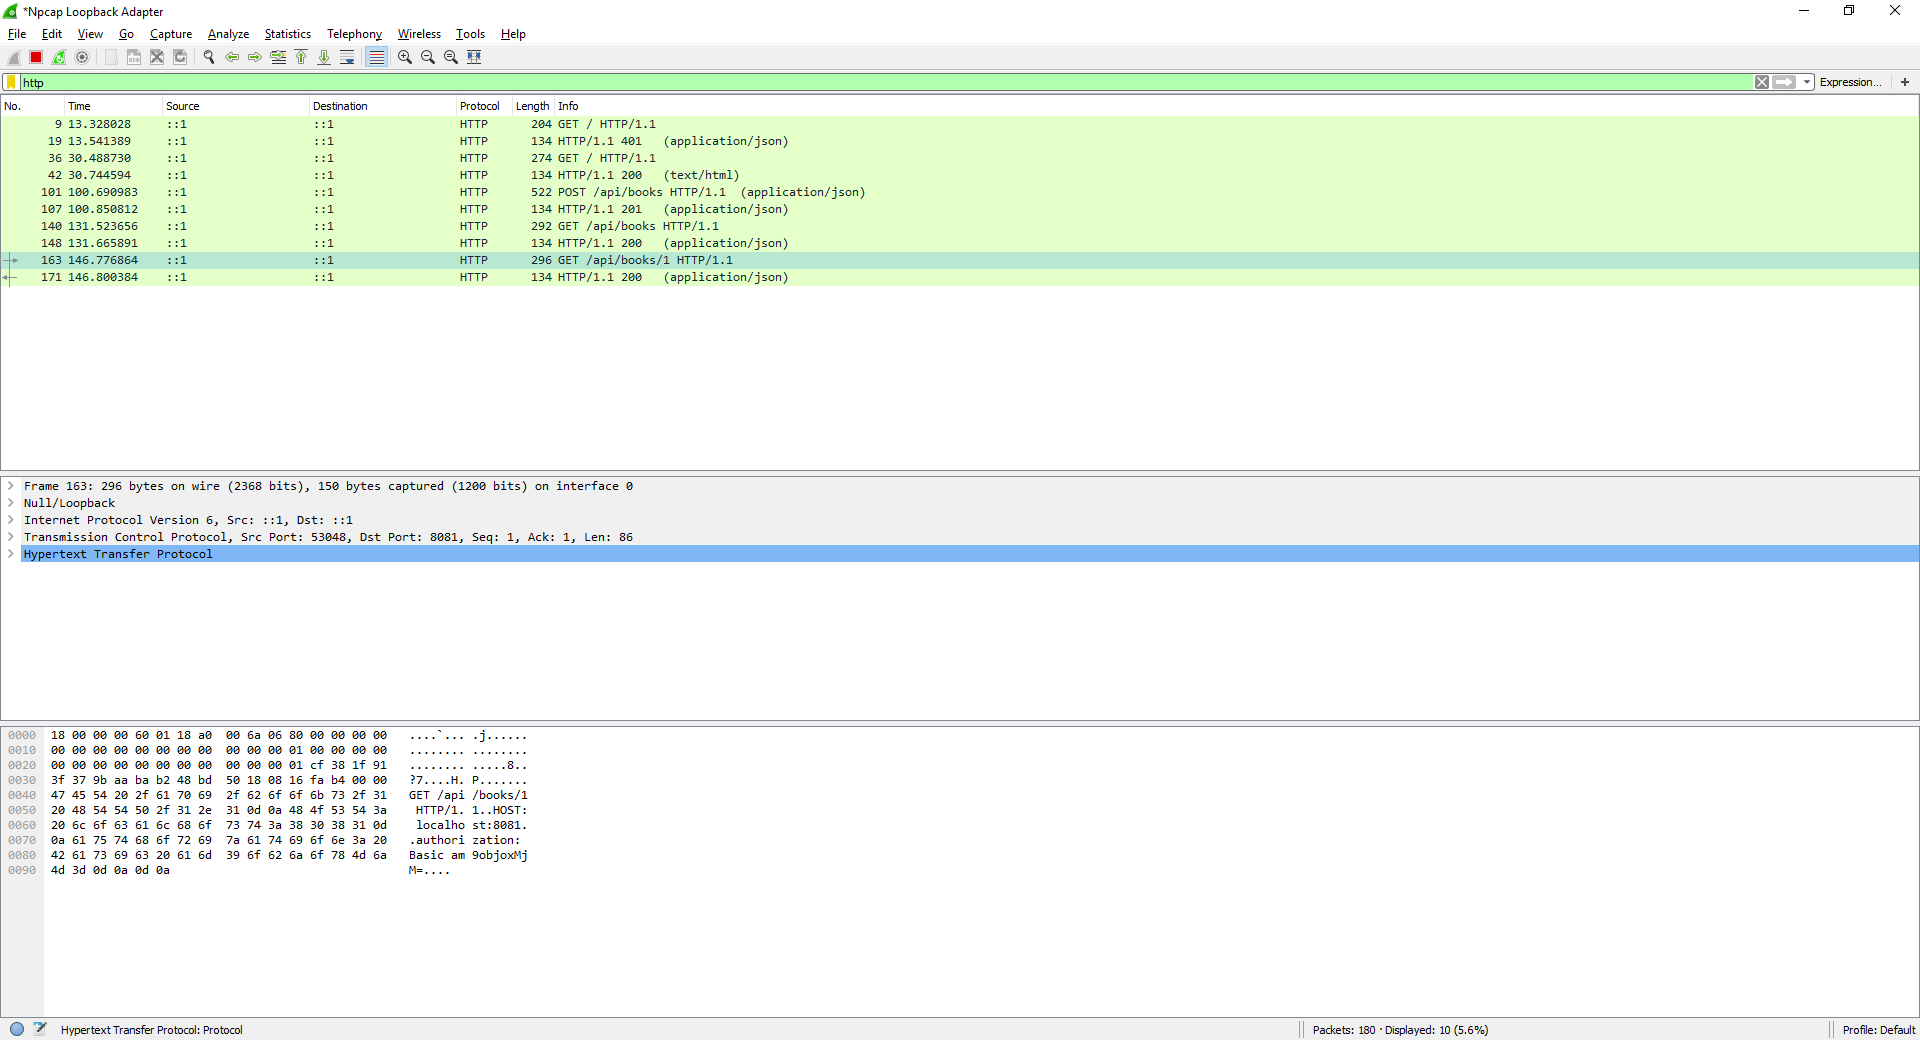 *Npcap Loopback Adapter
File Edit View Go Capture Analyze Statistics Telephony Wireless Tools Help
http Expression... +
No. Time Source Destination Protocol Length Info
9 13.328028 ::1 ::1 HTTP 204 GET / HTTP/1.1
19 13.541389 ::1 ::1 HTTP 134 HTTP/1.1 401 (application/json)
36 30.488730 ::1 ::1 HTTP 274 GET / HTTP/1.1
42 30.744594 ::1 ::1 HTTP 134 HTTP/1.1 200 (text/html)
101 100.690983 ::1 ::1 HTTP 522 POST /api/books HTTP/1.1 (application/json)
107 100.850812 ::1 ::1 HTTP 134 HTTP/1.1 201 (application/json)
140 131.523656 ::1 ::1 HTTP 292 GET /api/books HTTP/1.1
148 131.665891 ::1 ::1 HTTP 134 HTTP/1.1 200 (application/json)
163 146.776864 ::1 ::1 HTTP 296 GET /api/books/1 HTTP/1.1
171 146.800384 ::1 ::1 HTTP 134 HTTP/1.1 200 (application/json)
Frame 163: 296 bytes on wire (2368 bits), 150 bytes captured (1200 bits) on interface 0
Null/Loopback
Internet Protocol Version 6, Src: ::1, Dst: ::1
Transmission Control Protocol, Src Port: 53048, Dst Port: 8081, Seq: 1, Ack: 1, Len: 86
Hypertext Transfer Protocol
0000 18 00 00 00 60 01 18 a0 00 6a 06 80 00 00 00 00 ....`... .j......
0010 00 00 00 00 00 00 00 00 00 00 00 01 00 00 00 00 ........ ........
0020 00 00 00 00 00 00 00 00 00 00 00 01 cf 38 1f 91 ........ .....8..
0030 3f 37 9b aa ba b2 48 bd 50 18 08 16 fa b4 00 00 ?7....H. P.......
0040 47 45 54 20 2f 61 70 69 2f 62 6f 6f 6b 73 2f 31 GET /api /books/1
0050 20 48 54 54 50 2f 31 2e 31 0d 0a 48 4f 53 54 3a HTTP/1. 1..HOST:
0060 20 6c 6f 63 61 6c 68 6f 73 74 3a 38 30 38 31 0d localho st:8081.
0070 0a 61 75 74 68 6f 72 69 7a 61 74 69 6f 6e 3a 20 .authori zation:
0080 42 61 73 69 63 20 61 6d 39 6f 62 6a 6f 78 4d 6a Basic am 9objoxMj
0090 4d 3d 0d 0a 0d 0a M=....
Hypertext Transfer Protocol: Protocol Packets: 180 · Displayed: 10 (5.6%) Profile: Default